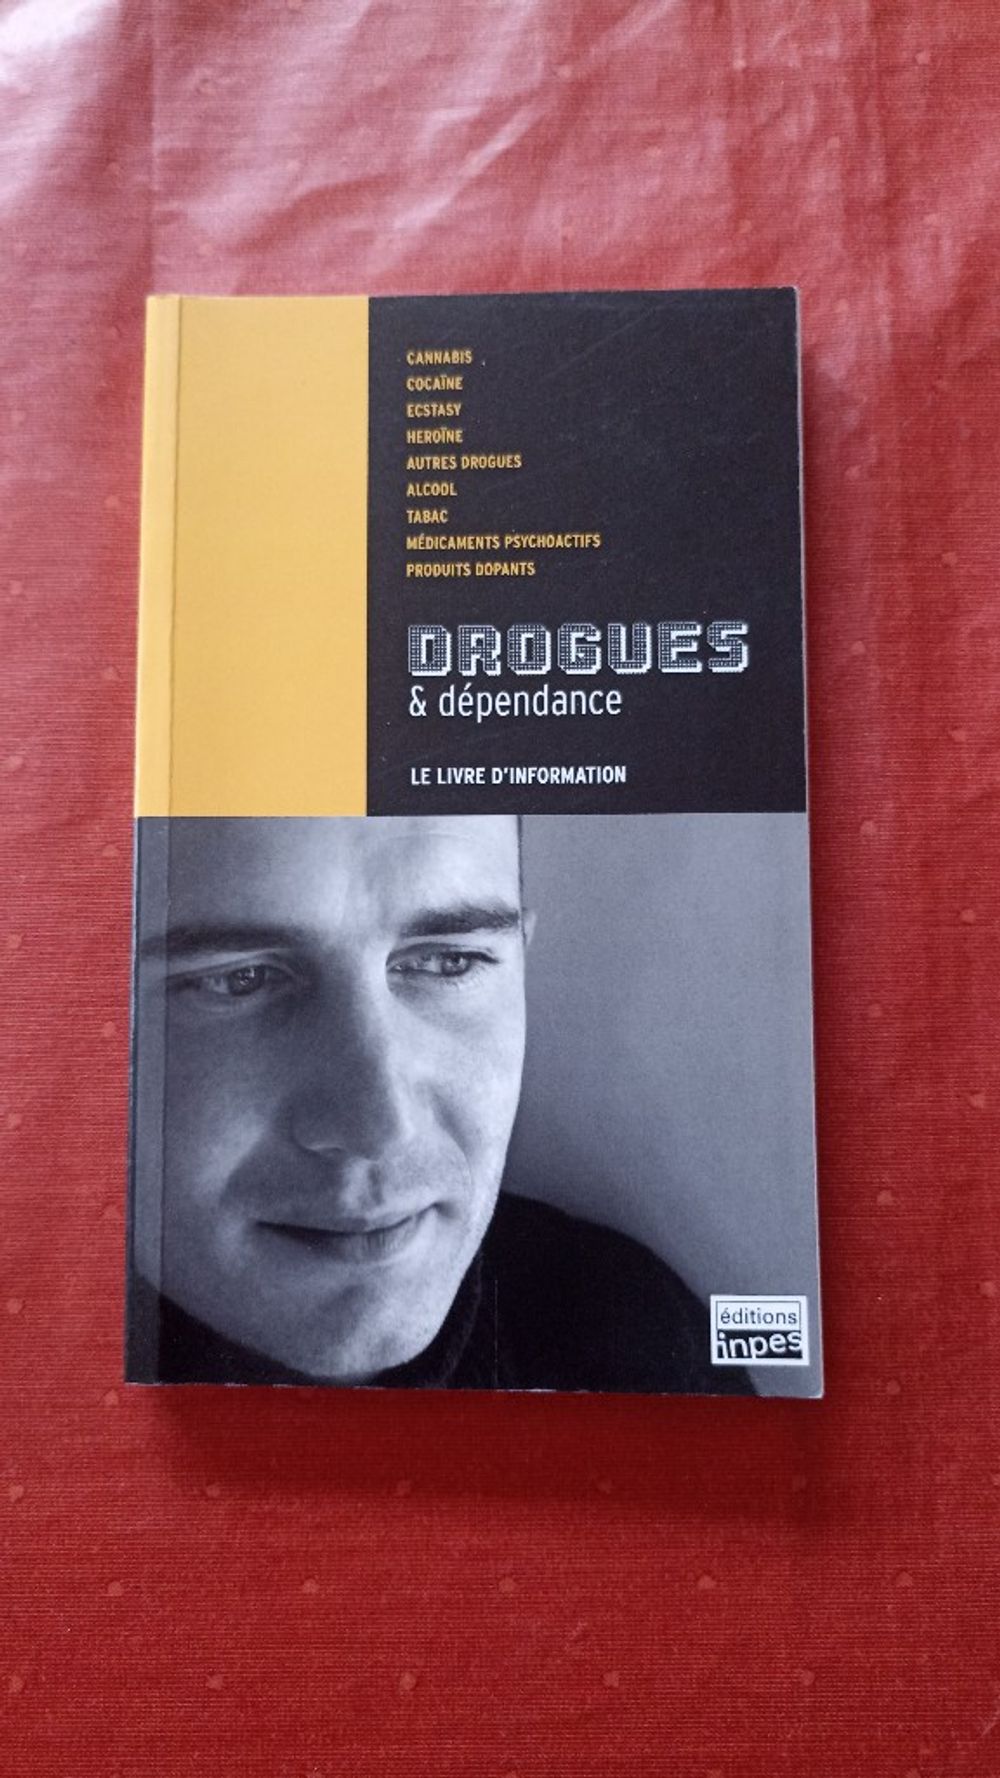 CANNABIS
COCAÏNE
ECSTASY
HEROÏNE
AUTRES DROGUES
ALCOOL
TABAC
MÉDICAMENTS PSYCHOACTIFS
PRODUITS DOPANTS
DROGUES
& dépendance
LE LIVRE D'INFORMATION
éditions
inpes